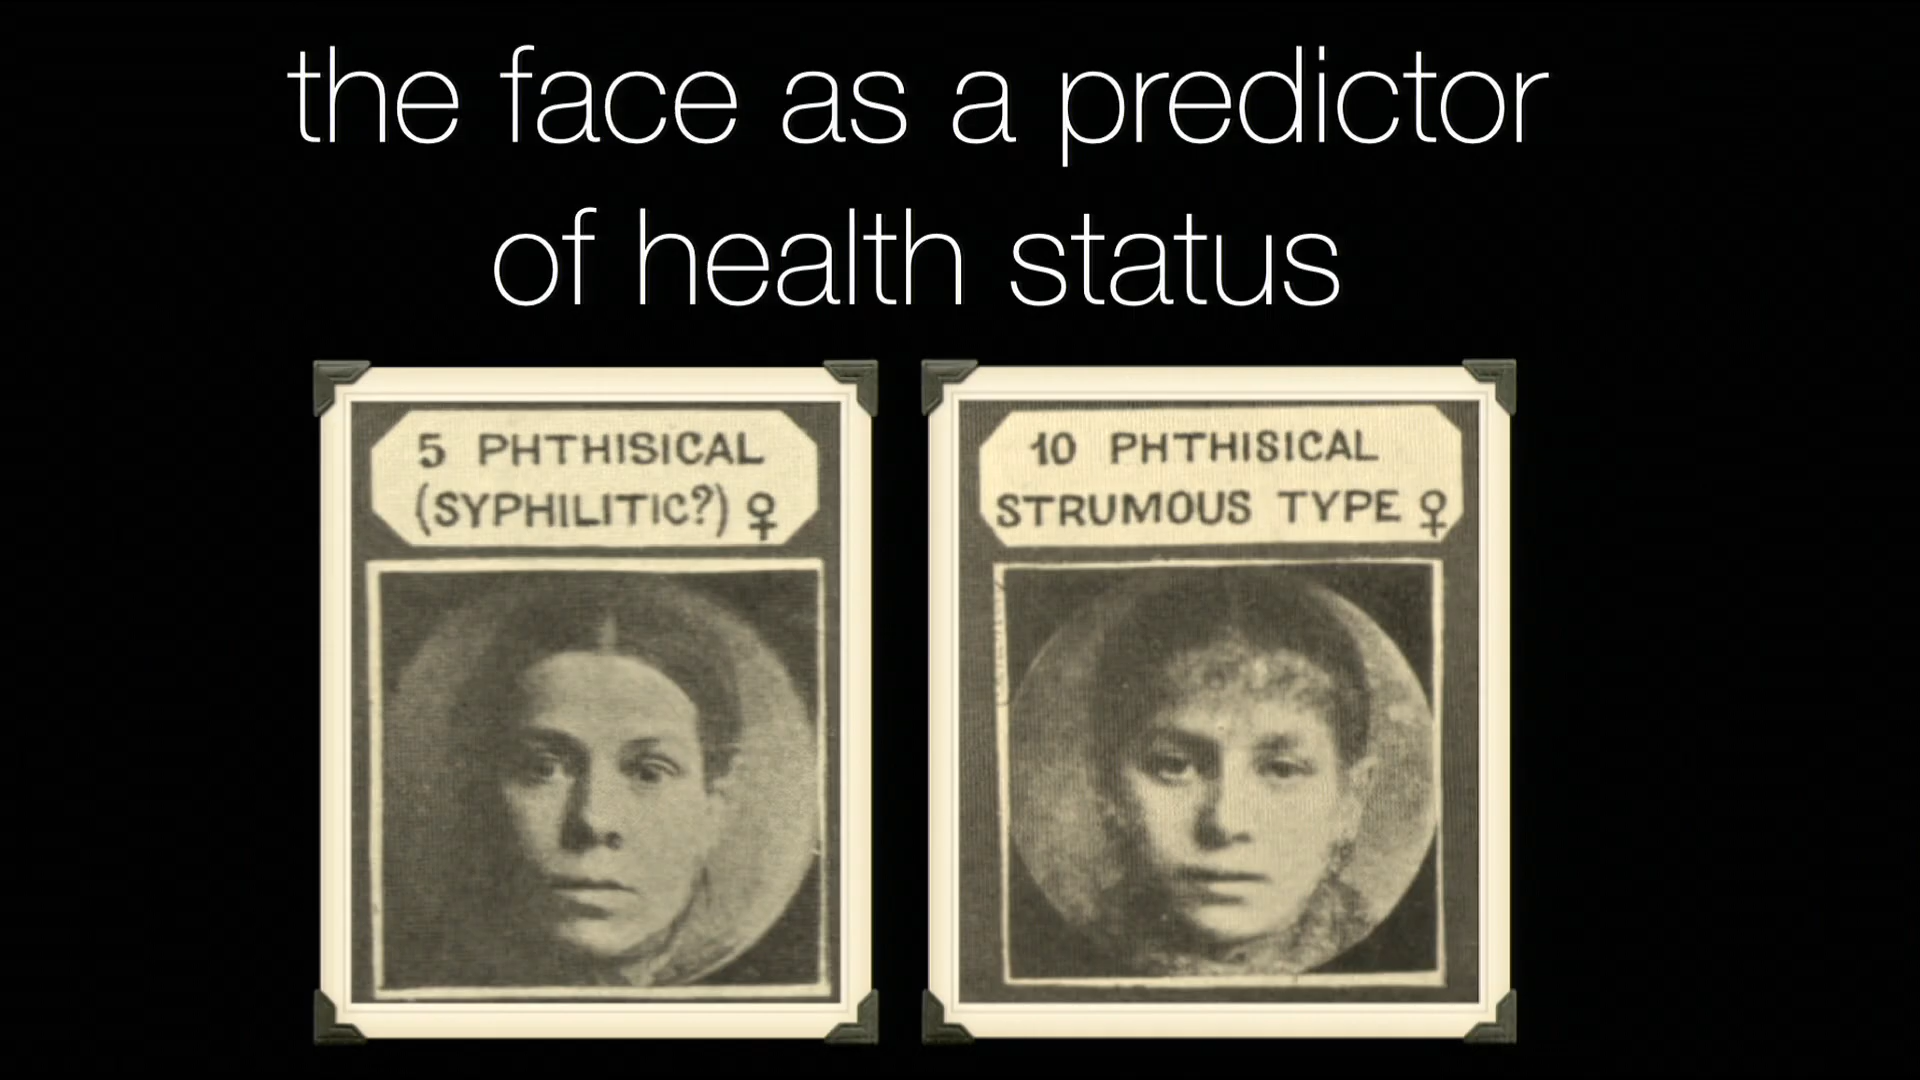 the face as a predictor
of health status
5 PHTHISICAL
(SYPHILITIC?) ♀
10 PHTHISICAL
STRUMOUS TYPE ♀